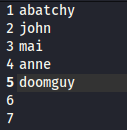 1 abatchy
2 john
3 mai
4 anne
5 doomguy
6
7